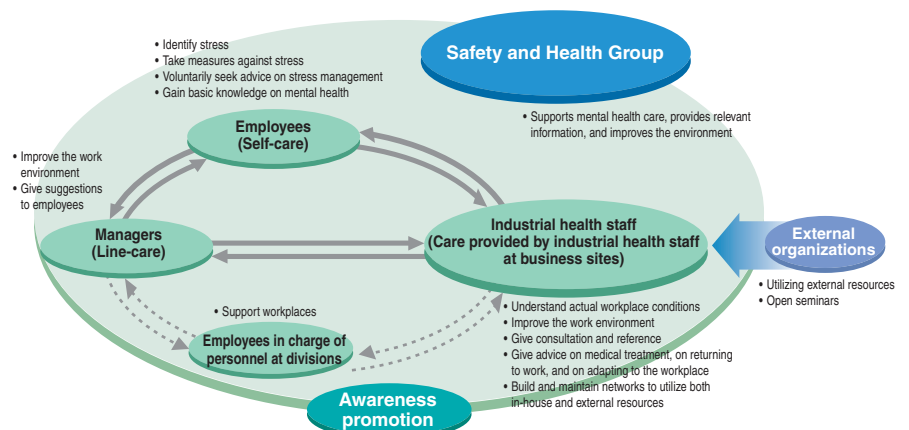 Safety and Health Group
• Supports mental health care, provides relevant
information, and improves the environment
• Identify stress
• Take measures against stress
• Voluntarily seek advice on stress management
• Gain basic knowledge on mental health
Employees
(Self-care)
• Improve the work
environment
• Give suggestions
to employees
Managers
(Line-care)
Industrial health staff
(Care provided by industrial health staff
at business sites)
External
organizations
• Utilizing external resources
• Open seminars
• Understand actual workplace conditions
• Improve the work environment
• Give consultation and reference
• Give advice on medical treatment, on returning
to work, and on adapting to the workplace
• Build and maintain networks to utilize both
in-house and external resources
• Support workplaces
Employees in charge of
personnel at divisions
Awareness
promotion